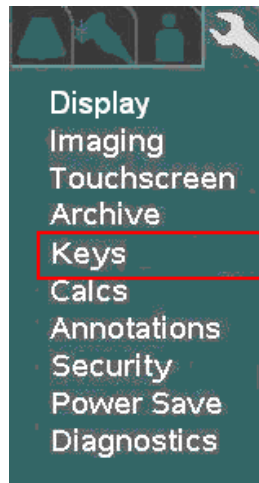 Display
Imaging
Touchscreen
Archive
Keys
Calcs
Annotations
Security
Power Save
Diagnostics